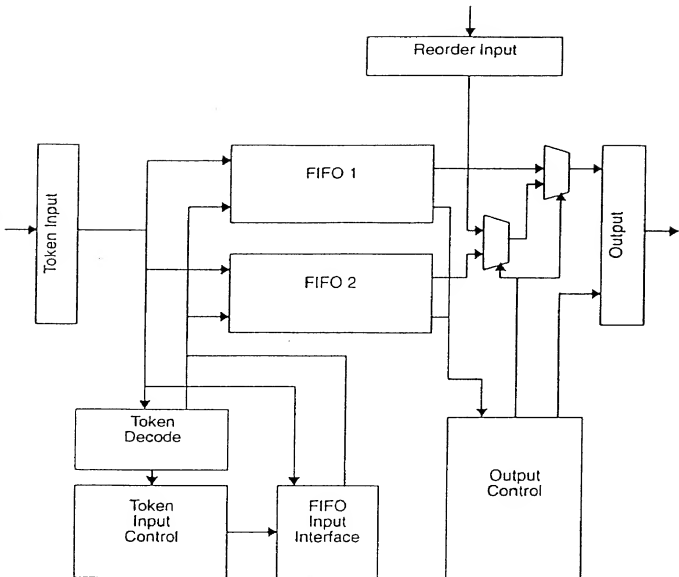 Reorder Input
Token Input
FIFO 1
FIFO 2
Output
Token
Decode
Token
Input
Control
FIFO
Input
Interface
Output
Control